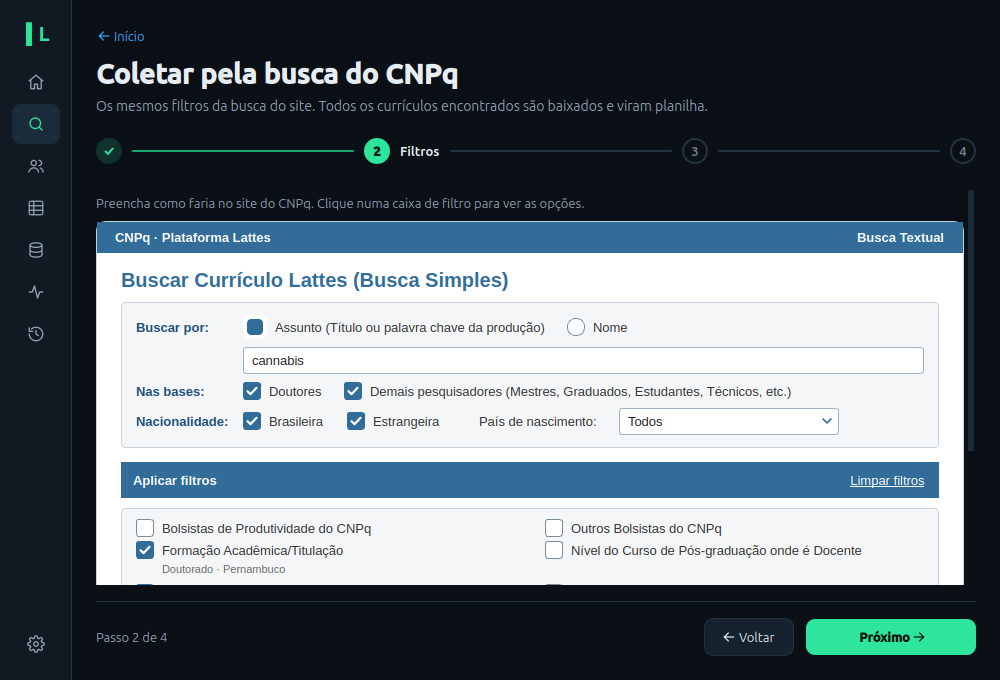 L
← Início
Coletar pela busca do CNPq
Os mesmos filtros da busca do site. Todos os currículos encontrados são baixados e viram planilha.
2 Filtros 3 4
Preencha como faria no site do CNPq. Clique numa caixa de filtro para ver as opções.
CNPq · Plataforma Lattes Busca Textual
Buscar Currículo Lattes (Busca Simples)
Buscar por: Assunto (Título ou palavra chave da produção) Nome
cannabis
Nas bases: Doutores Demais pesquisadores (Mestres, Graduados, Estudantes, Técnicos, etc.)
Nacionalidade: Brasileira Estrangeira País de nascimento: Todos
Aplicar filtros Limpar filtros
Bolsistas de Produtividade do CNPq Outros Bolsistas do CNPq
Formação Acadêmica/Titulação Nível do Curso de Pós-graduação onde é Docente
Doutorado · Pernambuco
Passo 2 de 4 ← Voltar Próximo →